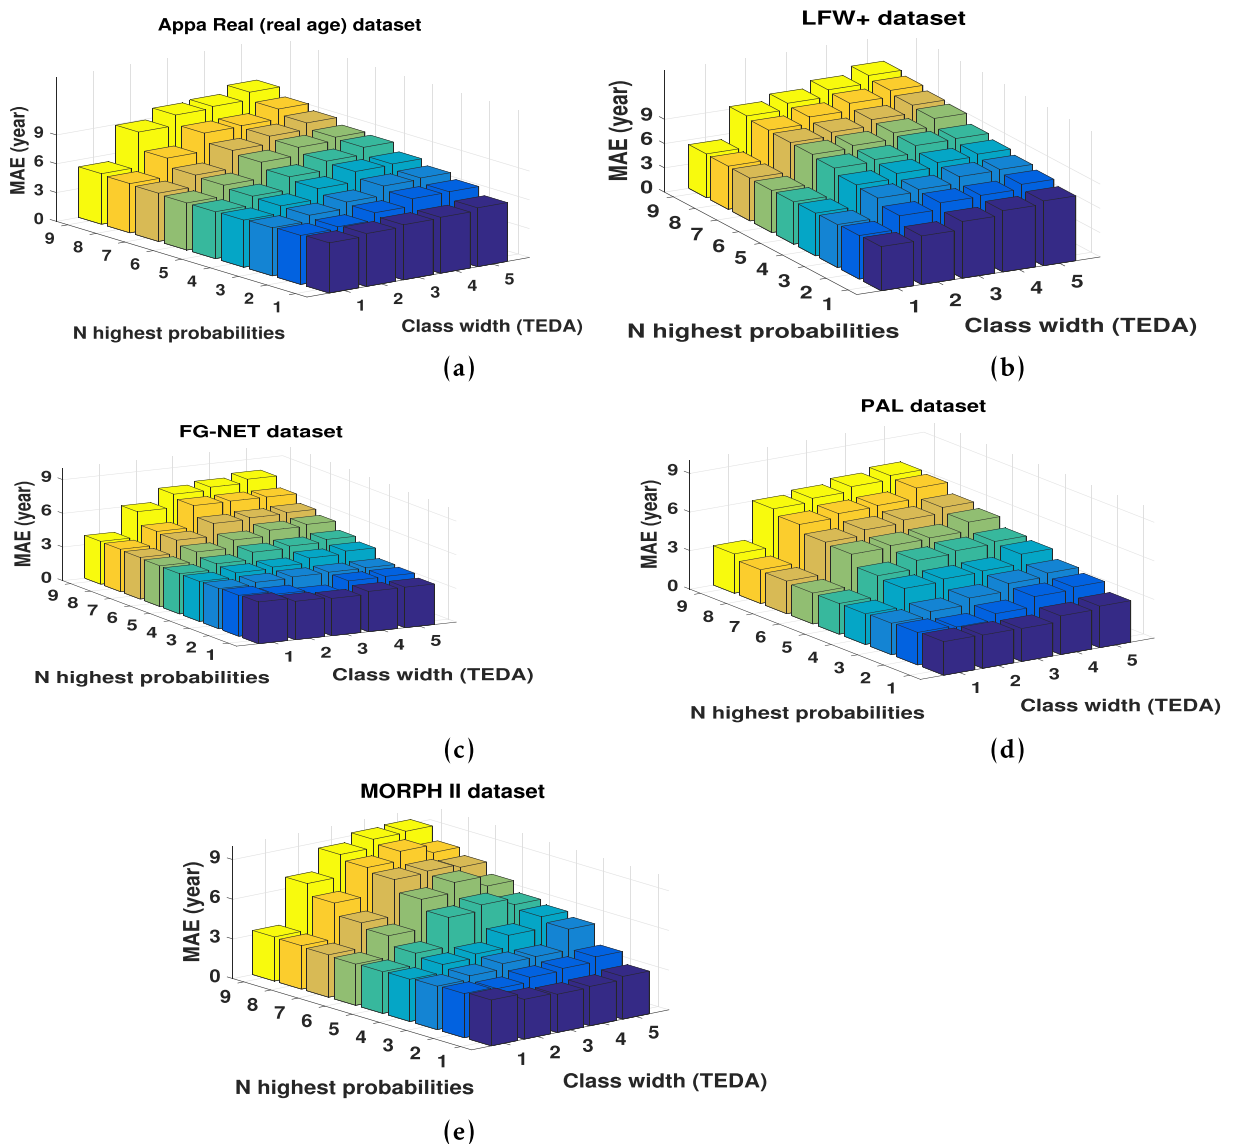 Appa Real (real age) dataset
MAE (year)
9
6
3
0
9 8 7 6 5 4 3 2 1
1 2 3 4 5
N highest probabilities
Class width (TEDA)
(a)
LFW+ dataset
MAE (year)
9
6
3
0
9 8 7 6 5 4 3 2 1
1 2 3 4 5
N highest probabilities
Class width (TEDA)
(b)
FG-NET dataset
MAE (year)
9
6
3
0
9 8 7 6 5 4 3 2 1
1 2 3 4 5
N highest probabilities
Class width (TEDA)
(c)
PAL dataset
MAE (year)
9
6
3
0
9 8 7 6 5 4 3 2 1
1 2 3 4 5
N highest probabilities
Class width (TEDA)
(d)
MORPH II dataset
MAE (year)
9
6
3
0
9 8 7 6 5 4 3 2 1
1 2 3 4 5
N highest probabilities
Class width (TEDA)
(e)